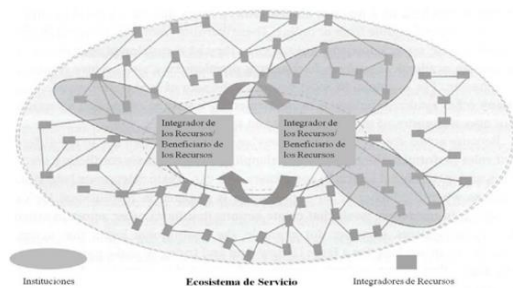 Integrador de
los Recursos/
Beneficiario de
los Recursos
Integrador de
los Recursos/
Beneficiario de
los Recursos
Instituciones
Ecosistema de Servicio
Integradores de Recursos